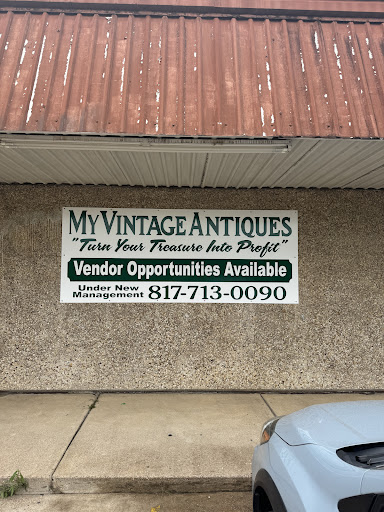 My Vintage Antiques
"Turn Your Treasure Into Profit"
Vendor Opportunities Available
Under New
Management 817-713-0090